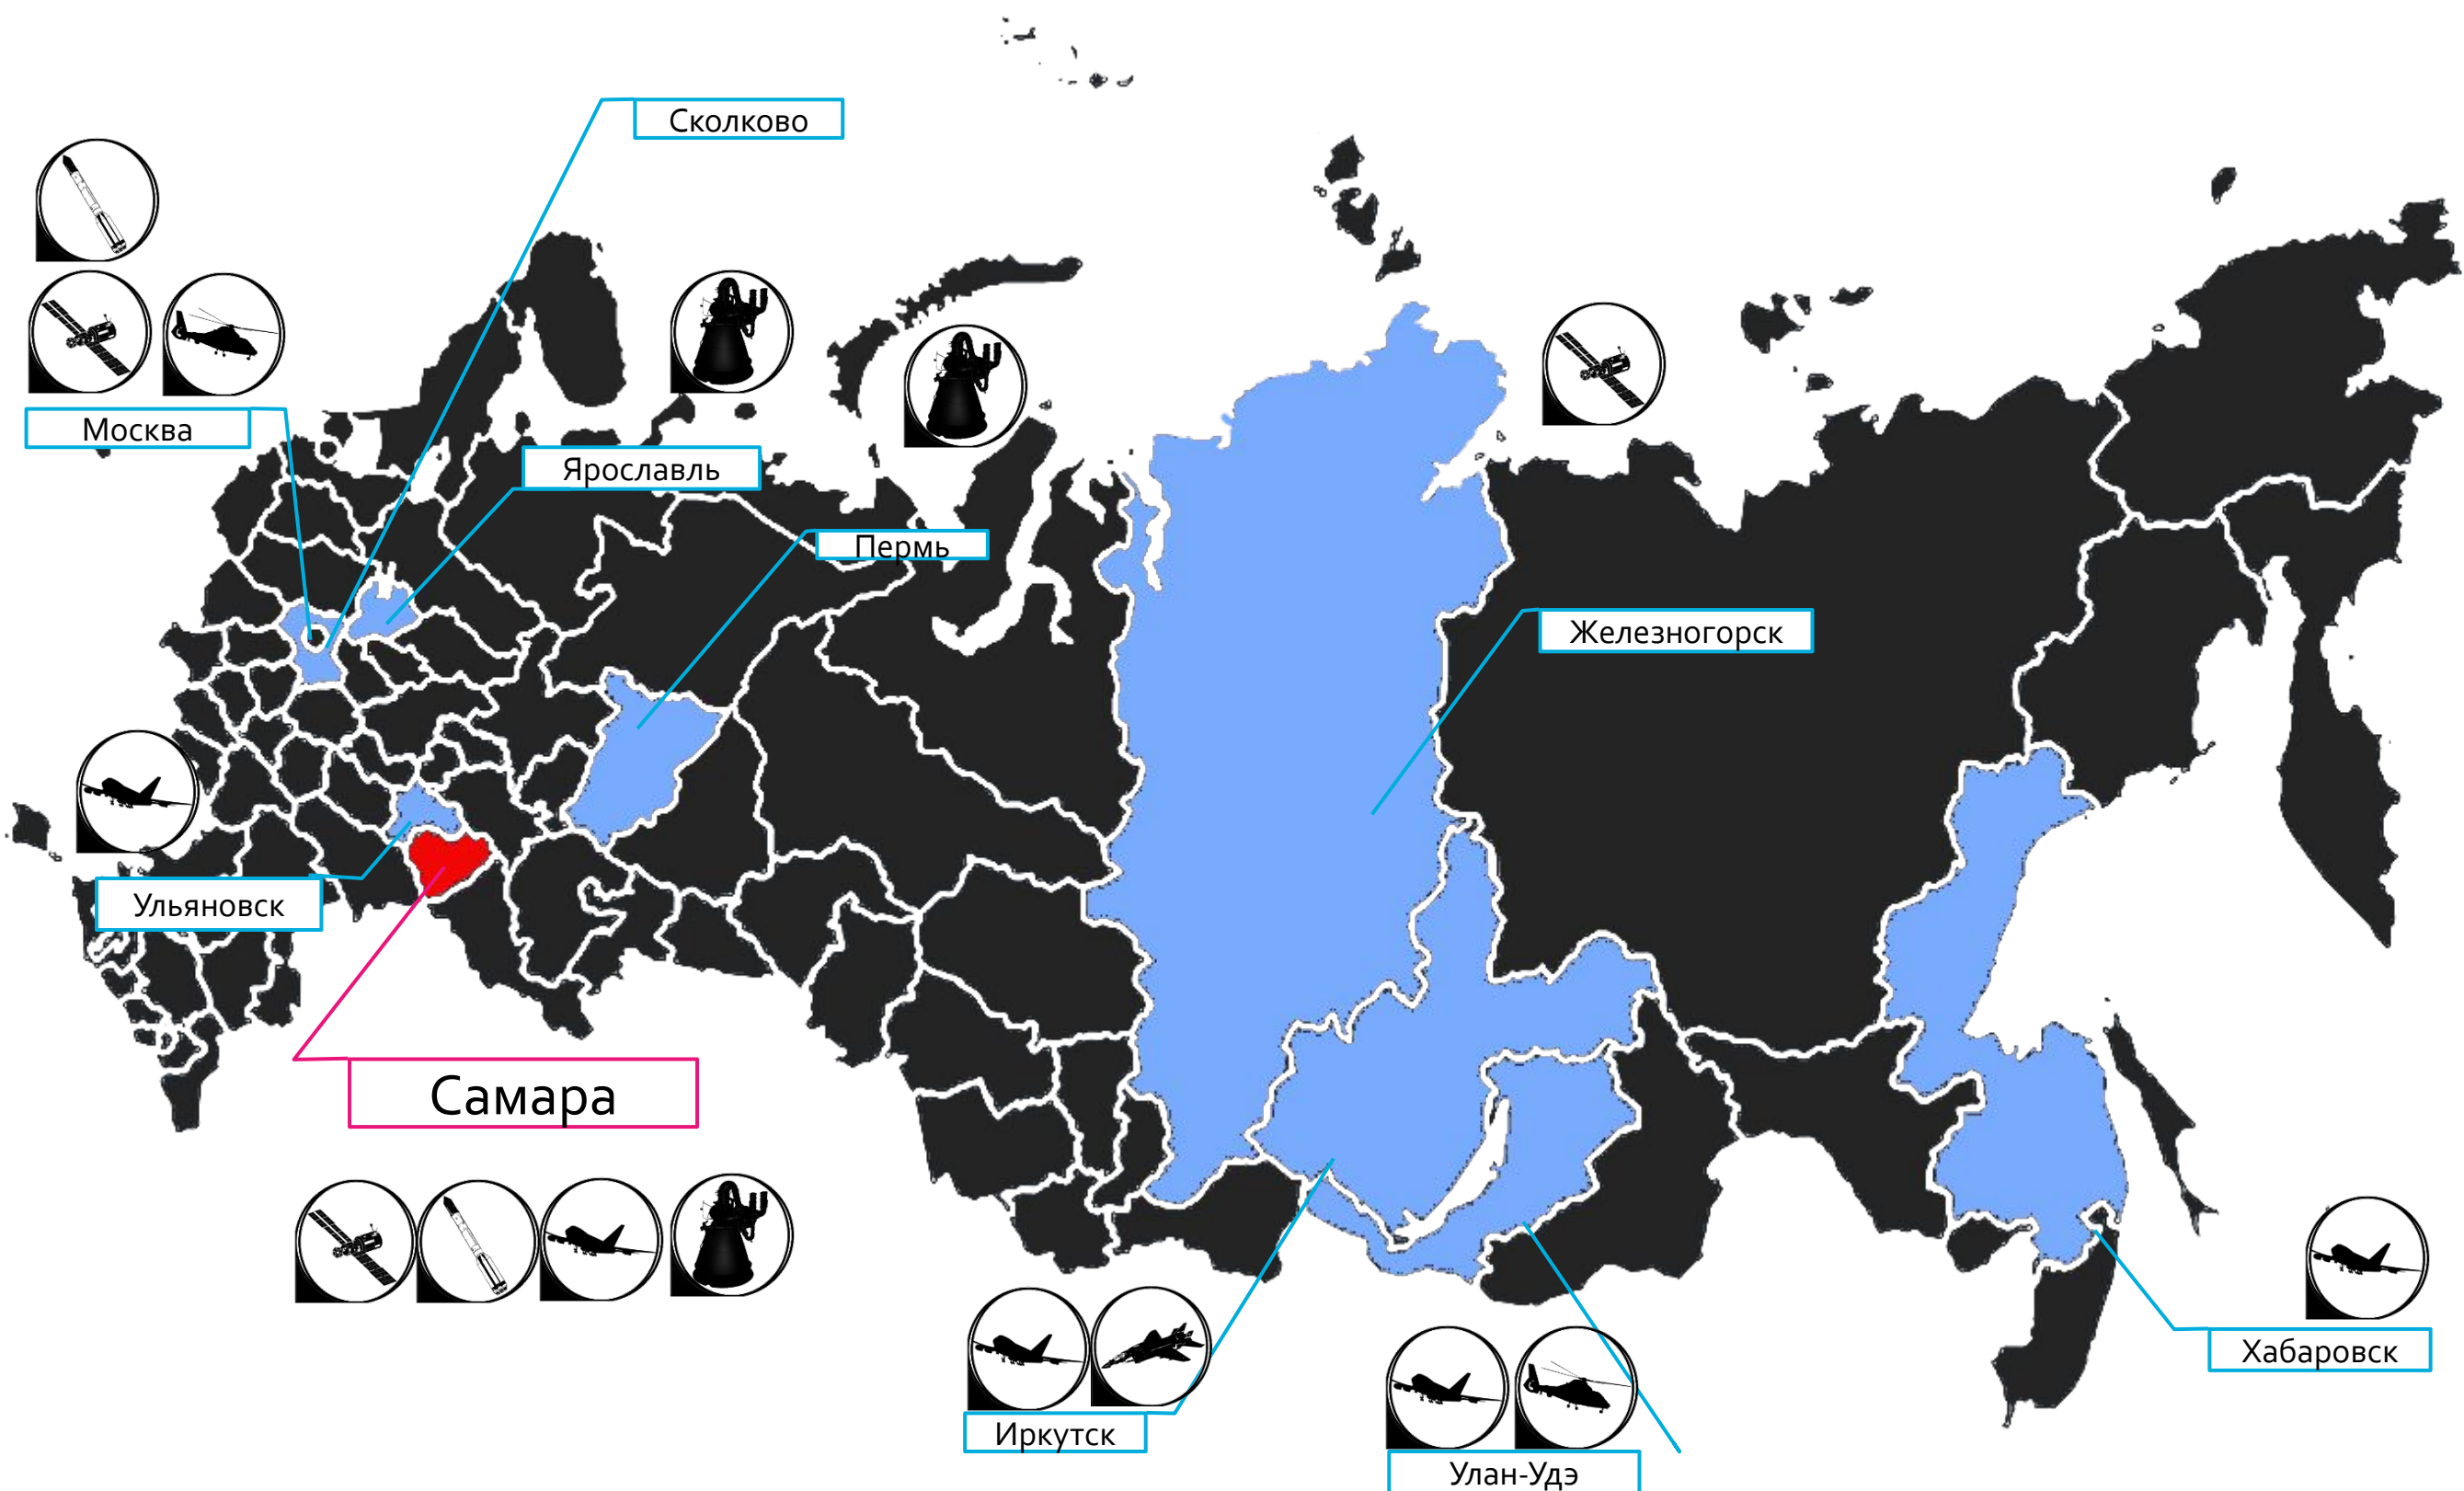 Сколково
Москва
Ярославль
Пермь
Железногорск
Ульяновск
Самара
Хабаровск
Иркутск
Улан-Удэ